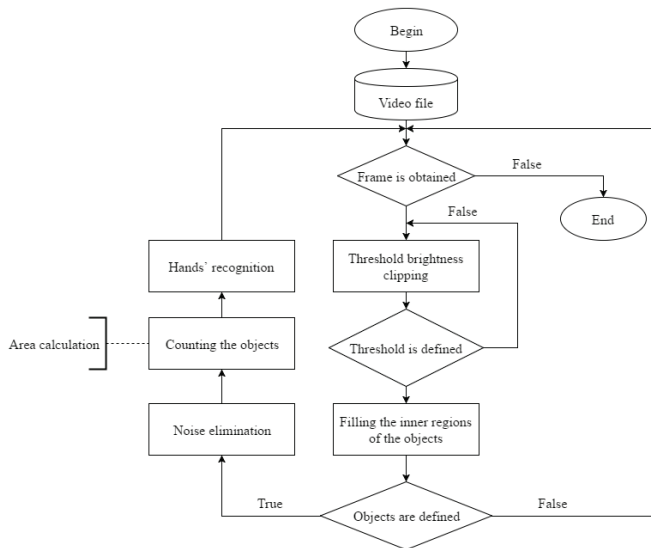 Begin
Video file
Frame is obtained
False
End
False
Threshold brightness
clipping
Threshold is defined
Filling the inner regions
of the objects
Objects are defined
True
False
Noise elimination
Counting the objects
Area calculation
Hands’ recognition